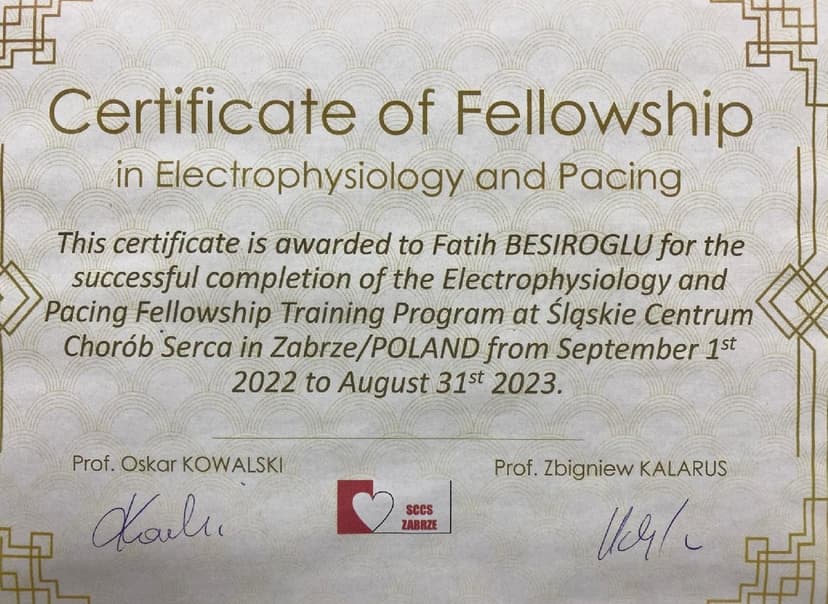 Certificate of Fellowship
in Electrophysiology and Pacing
This certificate is awarded to Fatih BESIROGLU for the
successful completion of the Electrophysiology and
Pacing Fellowship Training Program at Śląskie Centrum
Chorób Serca in Zabrze/POLAND from September 1st
2022 to August 31st 2023.
Prof. Oskar KOWALSKI
Prof. Zbigniew KALARUS
SCCS
ZABRZE